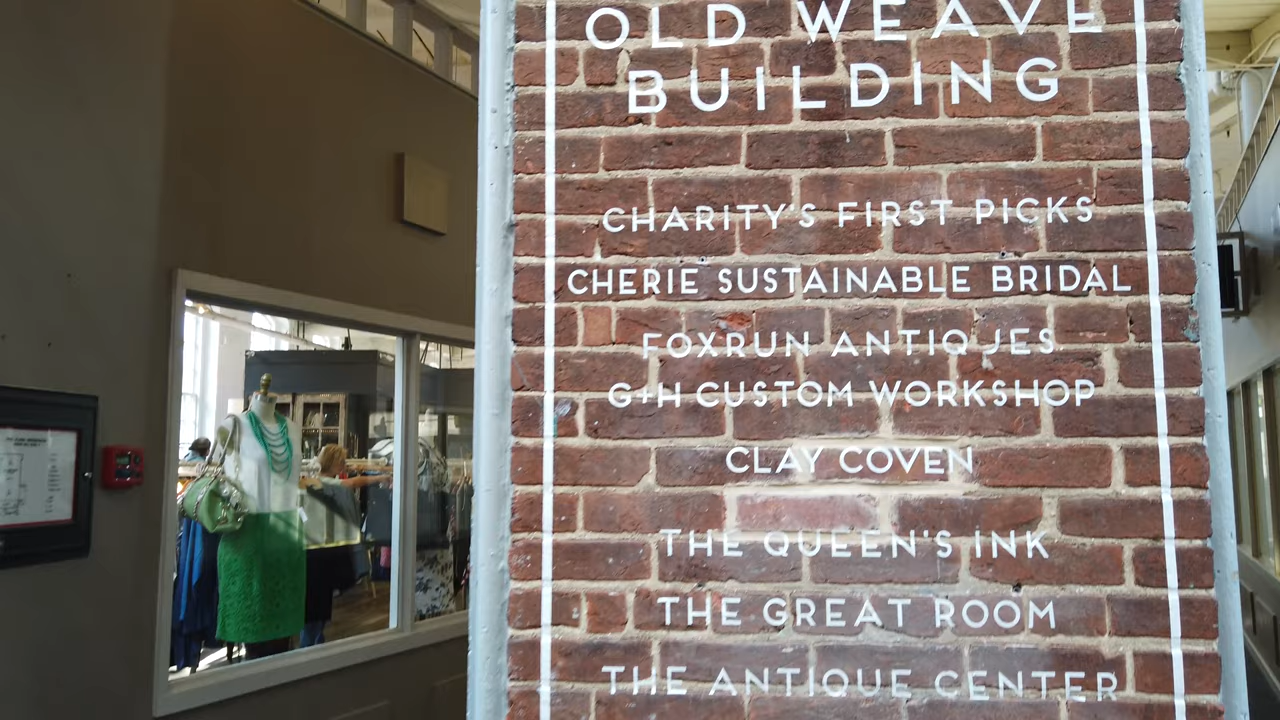 OLD WEAVE
BUILDING
CHARITY'S FIRST PICKS
CHERIE SUSTAINABLE BRIDAL
FOXRUN ANTIQUES
G+H CUSTOM WORKSHOP
CLAY COVEN
THE QUEEN'S INK
THE GREAT ROOM
THE ANTIQUE CENTER